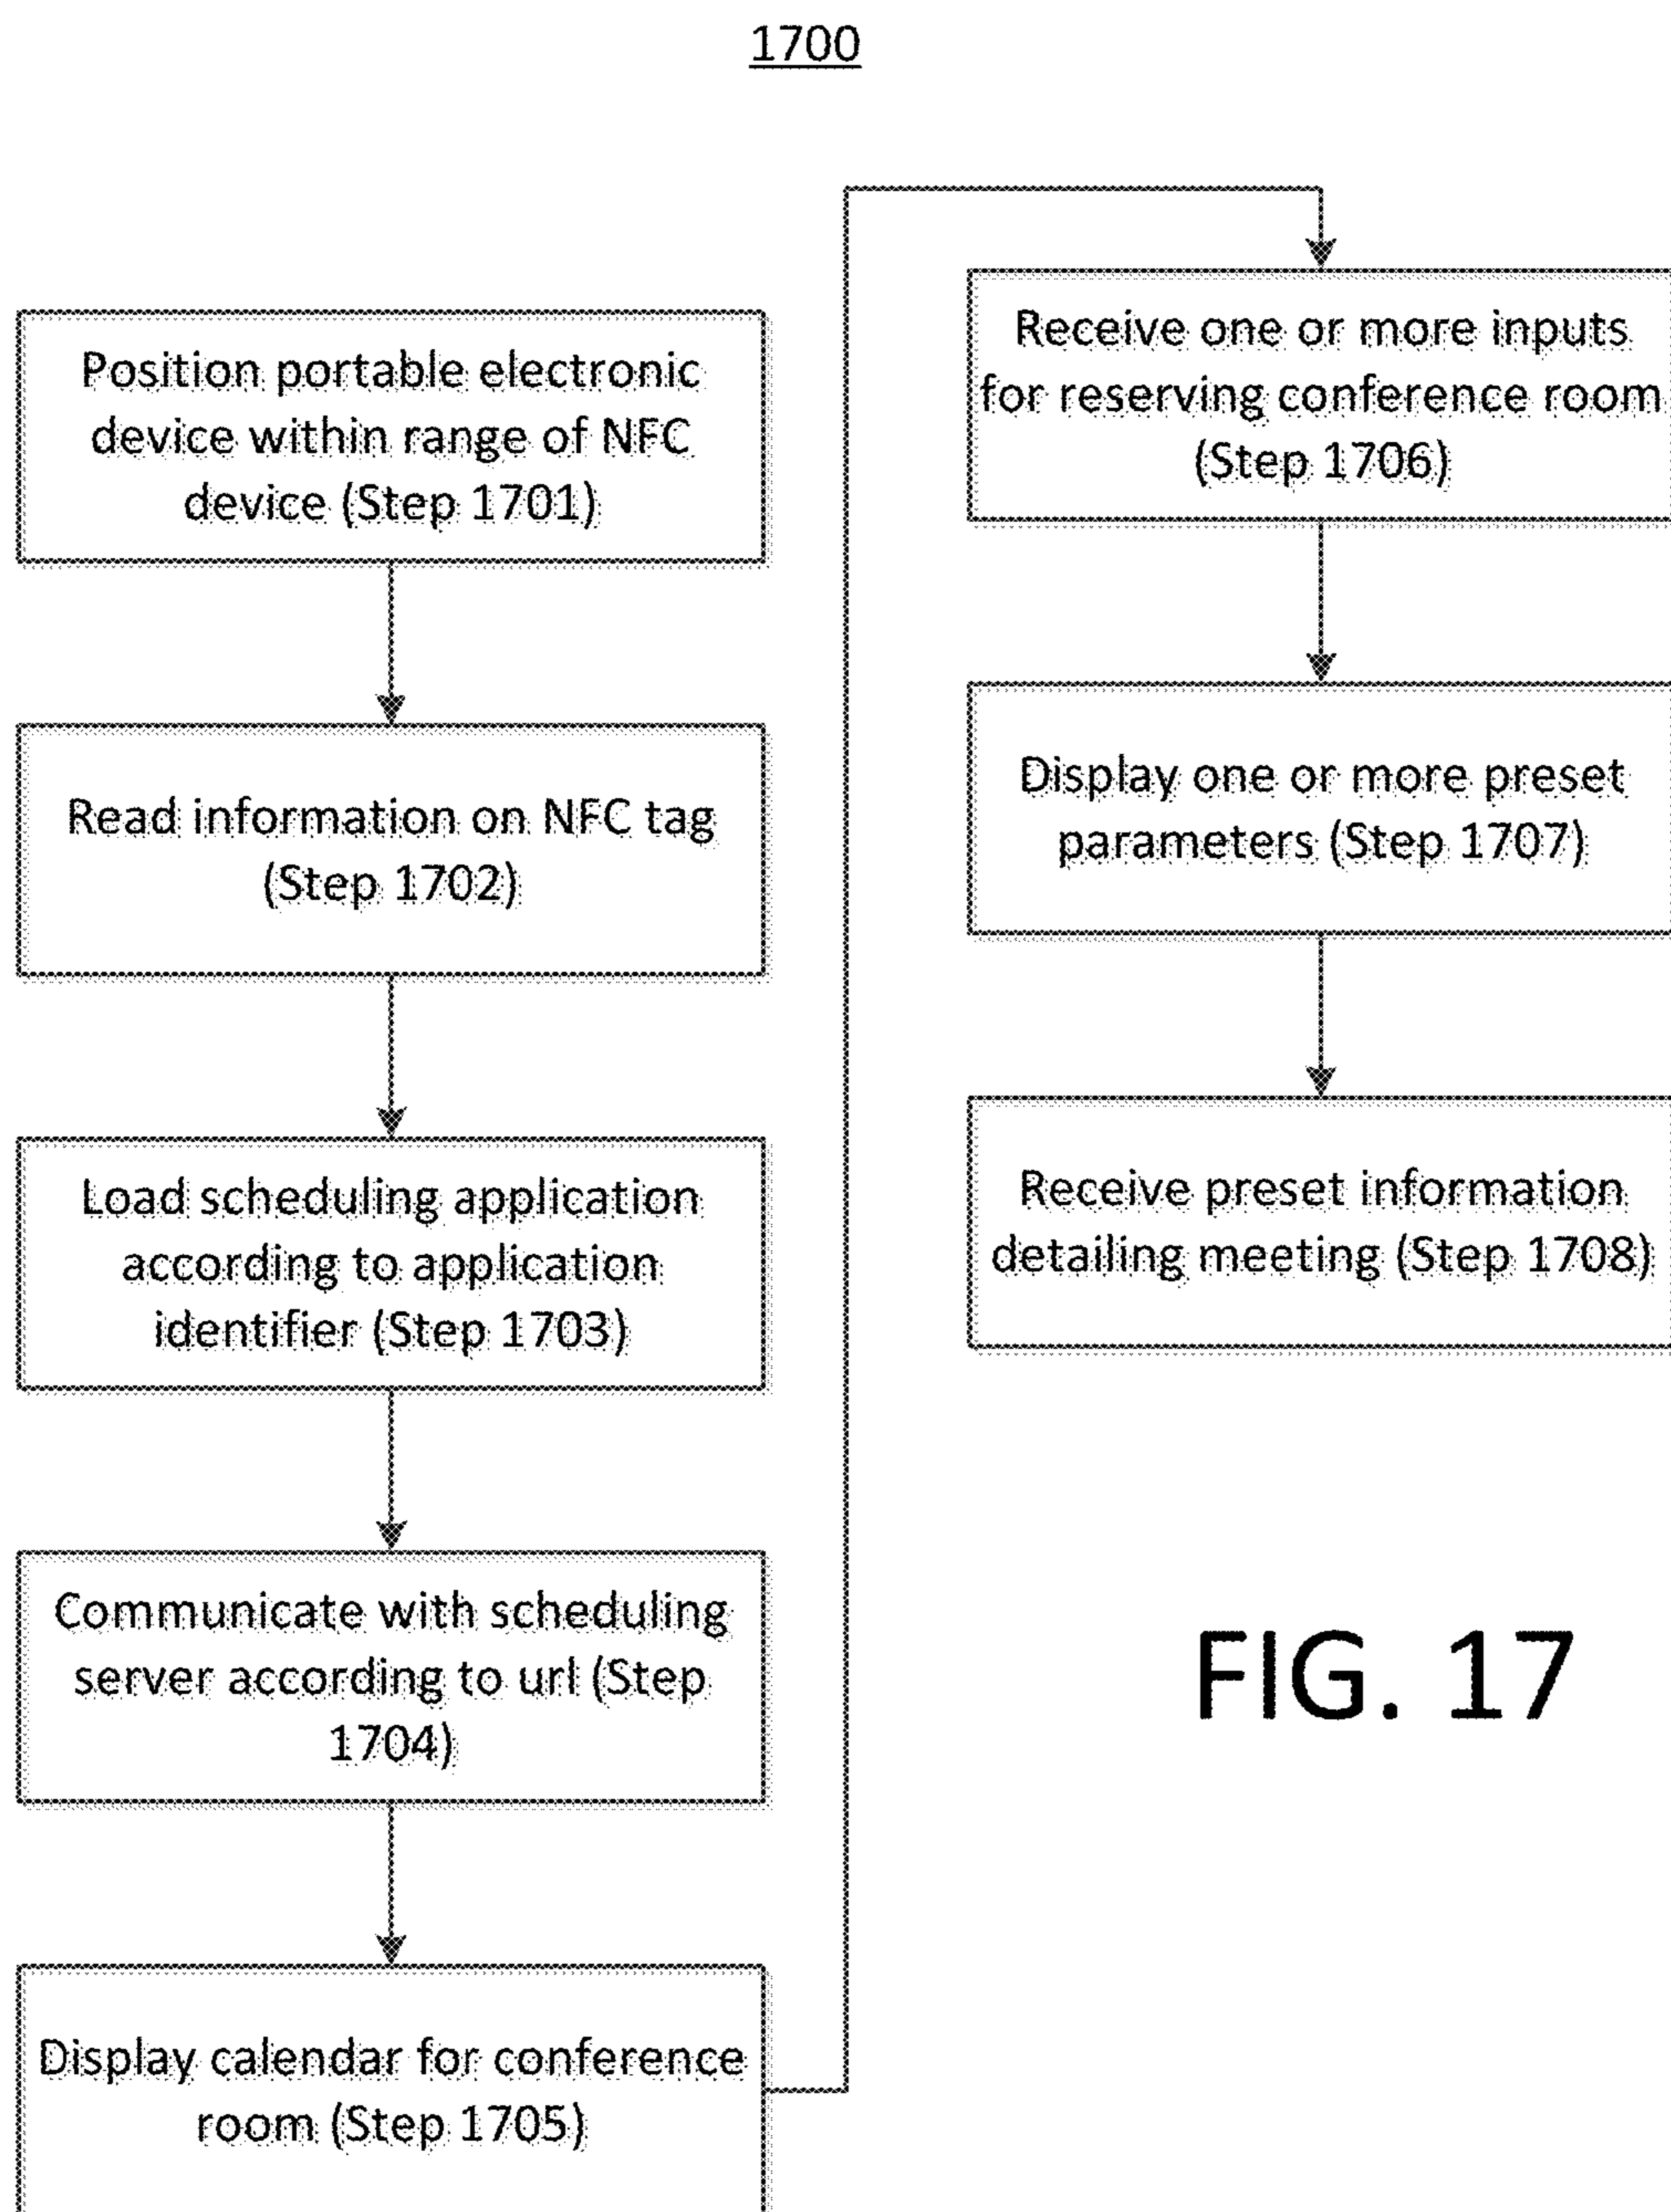 1700
Position portable electronic
device within range of NFC
device (Step 1701)
Read information on NFC tag
(Step 1702)
Load scheduling application
according to application
identifier (Step 1703)
Communicate with scheduling
server according to url (Step
1704)
Display calendar for conference
room (Step 1705)
Receive one or more inputs
for reserving conference room
(Step 1706)
Display one or more preset
parameters (Step 1707)
Receive preset information
detailing meeting (Step 1708)
FIG. 17